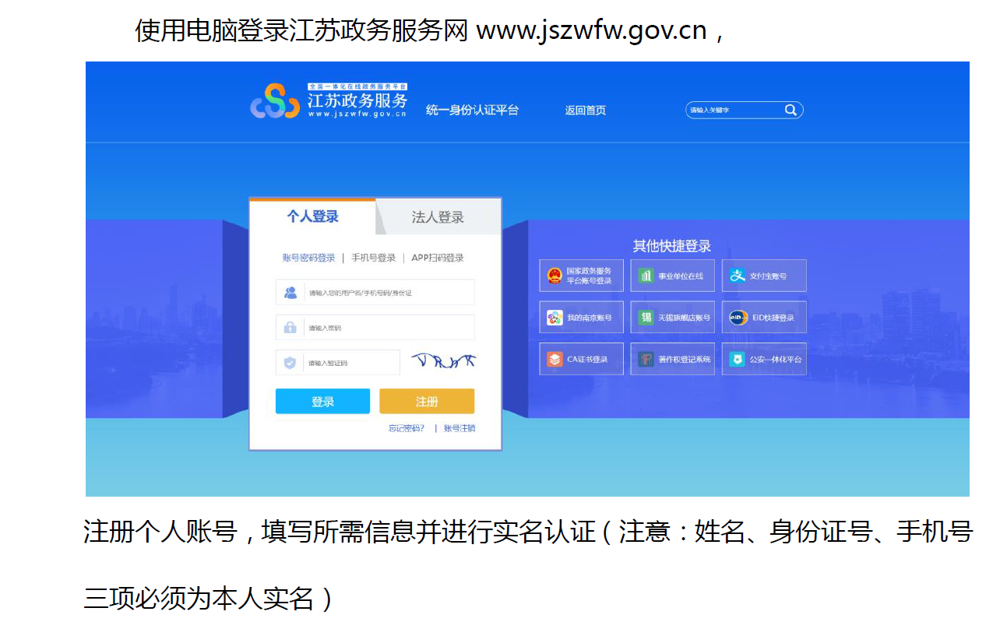 使用电脑登录江苏政务服务网 www.jszwfw.gov.cn，
全国一体化在线政务服务平台
江苏政务服务
www.jszwfw.gov.cn
统一身份认证平台
返回首页
请输入关键字
个人登录
法人登录
账号密码登录 | 手机号登录 | APP扫码登录
请输入您的用户名/手机号码/身份证
请输入密码
请输入验证码
VRHK
登录
注册
忘记密码? | 账号注销
其他快捷登录
国家政务服务
平台账号登录
事业单位在线
支付宝账号
我的南京账号
锡 无锡旗舰店账号
eID EID快捷登录
CA证书登录
著作权登记系统
公安一体化平台
注册个人账号，填写所需信息并进行实名认证（注意：姓名、身份证号、手机号
三项必须为本人实名）